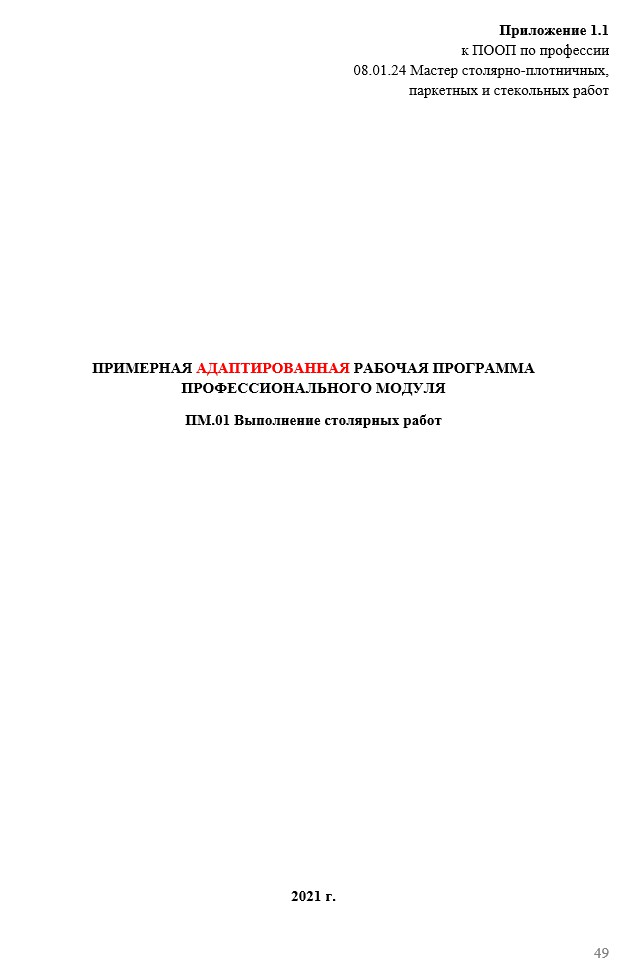 Приложение 1.1
к ПООП по профессии
08.01.24 Мастер столярно-плотничных,
паркетных и стекольных работ
ПРИМЕРНАЯ АДАПТИРОВАННАЯ РАБОЧАЯ ПРОГРАММА
ПРОФЕССИОНАЛЬНОГО МОДУЛЯ
ПМ.01 Выполнение столярных работ
2021 г.
49